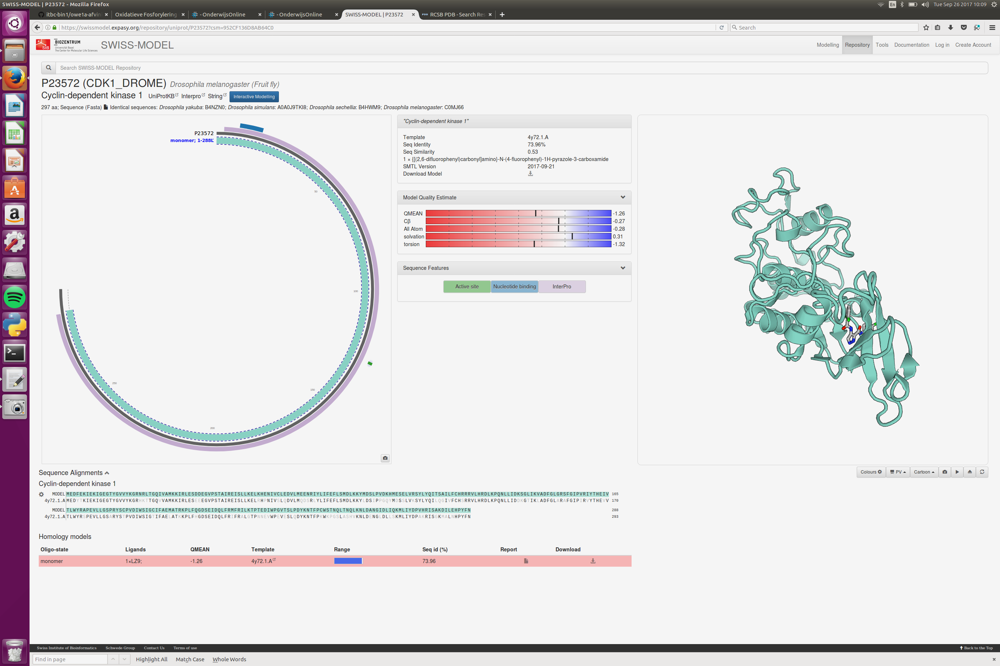 SWISS-MODEL | P23572 - Mozilla Firefox
En
Tue Sep 26 2017 10:09
itbc-bin1/owe1a-afvin
Oxidatieve Fosforylering
- OnderwijsOnline
- OnderwijsOnline
SWISS-MODEL | P23572
RCSB PDB - Search Res
https://swissmodel.expasy.org/repository/uniprot/P23572?csm=952CF136D8AB64C0
Search
SIB
BIOZENTRUM
Universität Basel
The Center for Molecular Life Sciences
SWISS-MODEL
Modelling Repository Tools Documentation Log in Create Account
Search SWISS-MODEL Repository
P23572 (CDK1_DROME) Drosophila melanogaster (Fruit fly)
Cyclin-dependent kinase 1 UniProtKB Interpro String Interactive Modelling
297 aa; Sequence (Fasta) Identical sequences: Drosophila yakuba: B4NZN0; Drosophila simulans: A0A0J9TKI8; Drosophila sechellia: B4HWM9; Drosophila melanogaster: C0MJ66
P23572
monomer; 1-288L
50
100
150
200
250
"Cyclin-dependent kinase 1"
Template 4y72.1.A
Seq Identity 73.96%
Seq Similarity 0.53
1 × {[(2,6-difluorophenyl)carbonyl]amino}-N-(4-fluorophenyl)-1H-pyrazole-3-carboxamide
SMTL Version 2017-09-21
Download Model
Model Quality Estimate
QMEAN -1.26
Cβ -0.27
All Atom -0.28
solvation 0.31
torsion -1.32
Sequence Features
Active site Nucleotide binding InterPro
Colours PV Cartoon
Sequence Alignments
Cyclin-dependent kinase 1
MODEL MEDFEKIEKIGEGTYGVVYKGRNRLTGQIVAMKKIRLESDDEGVPSTAIREISLLKELKHENIVCLEDVLMEENRIYLIFEFLSMDLKKYMDSLPVDKHMESELVRSYLYQITSAILFCHRRRVLHRDLKPQNLLIDKSGLIKVADFGLGRSFGIPVRIYTHEIV 165
4y72.1.A MEDYTKIEKIGEGTYGVVYKGRHKTTGQVVAMKKIRLESEEEGVPSTAIREISLLKELRHPNIVSLQDVLMQDSRLYLIFEFLSMDLKKYLDSIPPGQYMDSSLVKSYLYQILQGIVFCHSRRVLHRDLKPQNLLIDDKGTIKLADFGLARAFGIPIRVYTHEVV 170
MODEL TLWYRAPEVLLGSPRYSCPVDIWSIGCIFAEMATRKPLFQGDSEIDQLFRMFRILKTPTEDIWPGVTSLPDYKNTFPCWSTNQLTNQLKNLDANGIDLIQKMLIYDPVHRISAKDILEHPYFN 288
4y72.1.A TLWYRSPEVLLGSARYSTPVDIWSIGTIFAELATKKPLFHGDSEIDQLFRIFRALGTPNNEVWPEVESLQDYKNTFPKWKPGSLASHVKNLDENGLDLLSKMLIYDPAKRISGKMALNHPYFN 293
Homology models
Oligo-state Ligands QMEAN Template Range Seq id (%) Report Download
monomer 1×LZ9; -1.26 4y72.1.A 73.96
Swiss Institute of Bioinformatics Schwede Group Contact Us Terms of use
Back to the Top
Find in page Highlight All Match Case Whole Words